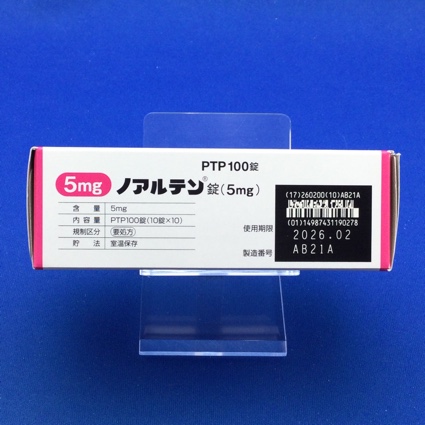 PTP100錠
5mg ノアルテン®錠(5mg)
含 量 5mg
内 容 量 PTP100錠(10錠×10)
規制区分 要処方
貯 法 室温保存
(17)260200(10)AB21A
(01)14987431190278
使用期限 2026.02
製造番号 AB21A